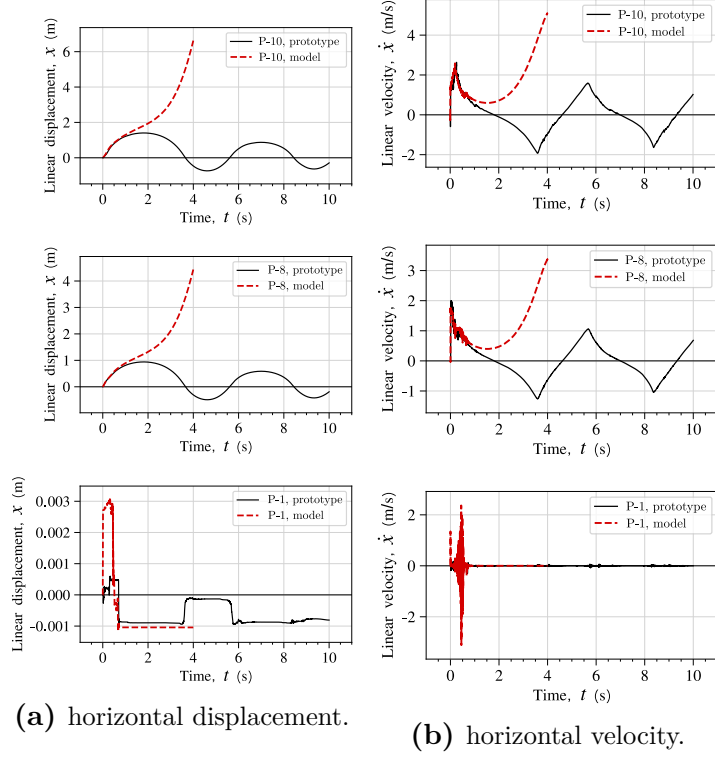 Linear displacement, x (m)
6
4
2
0
0 2 4 6 8 10
Time, t (s)
P-10, prototype
P-10, model
Linear velocity, ẋ (m/s)
4
2
0
-2
0 2 4 6 8 10
Time, t (s)
P-10, prototype
P-10, model
Linear displacement, x (m)
4
3
2
1
0
0 2 4 6 8 10
Time, t (s)
P-8, prototype
P-8, model
Linear velocity, ẋ (m/s)
3
2
1
0
-1
0 2 4 6 8 10
Time, t (s)
P-8, prototype
P-8, model
Linear displacement, x (m)
0.003
0.002
0.001
0.000
-0.001
0 2 4 6 8 10
Time, t (s)
P-1, prototype
P-1, model
Linear velocity, ẋ (m/s)
2
0
-2
0 2 4 6 8 10
Time, t (s)
P-1, prototype
P-1, model
(a) horizontal displacement.
(b) horizontal velocity.